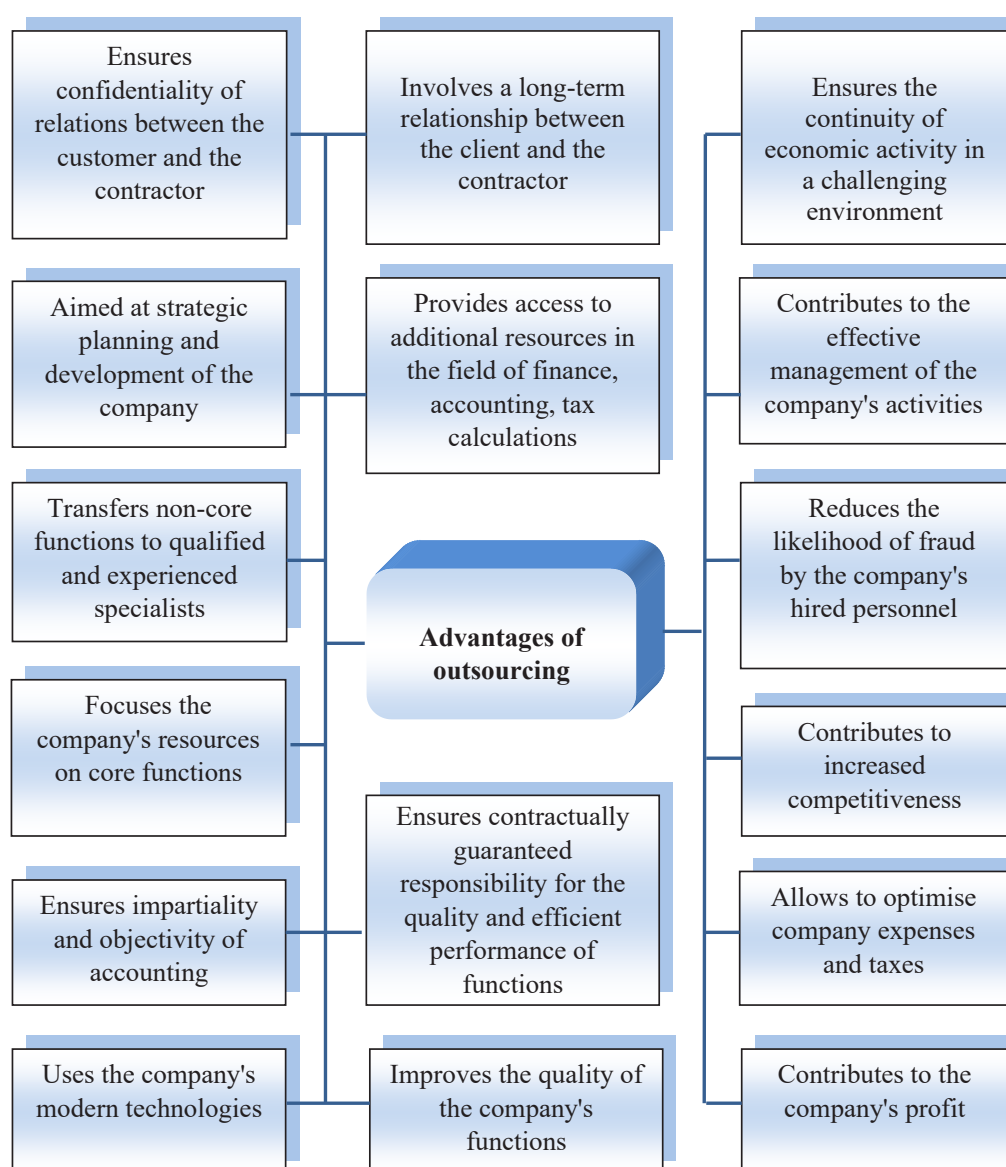 Ensures
confidentiality of
relations between the
customer and the
contractor
Involves a long-term
relationship between
the client and the
contractor
Ensures the
continuity of
economic activity in
a challenging
environment
Aimed at strategic
planning and
development of the
company
Provides access to
additional resources in
the field of finance,
accounting, tax
calculations
Contributes to the
effective
management of the
company's activities
Transfers non-core
functions to qualified
and experienced
specialists
Reduces the
likelihood of fraud
by the company's
hired personnel
Advantages of
outsourcing
Focuses the
company's resources
on core functions
Contributes to
increased
competitiveness
Ensures contractually
guaranteed
responsibility for the
quality and efficient
performance of
functions
Ensures impartiality
and objectivity of
accounting
Allows to optimise
company expenses
and taxes
Uses the company's
modern technologies
Improves the quality of
the company's
functions
Contributes to the
company's profit